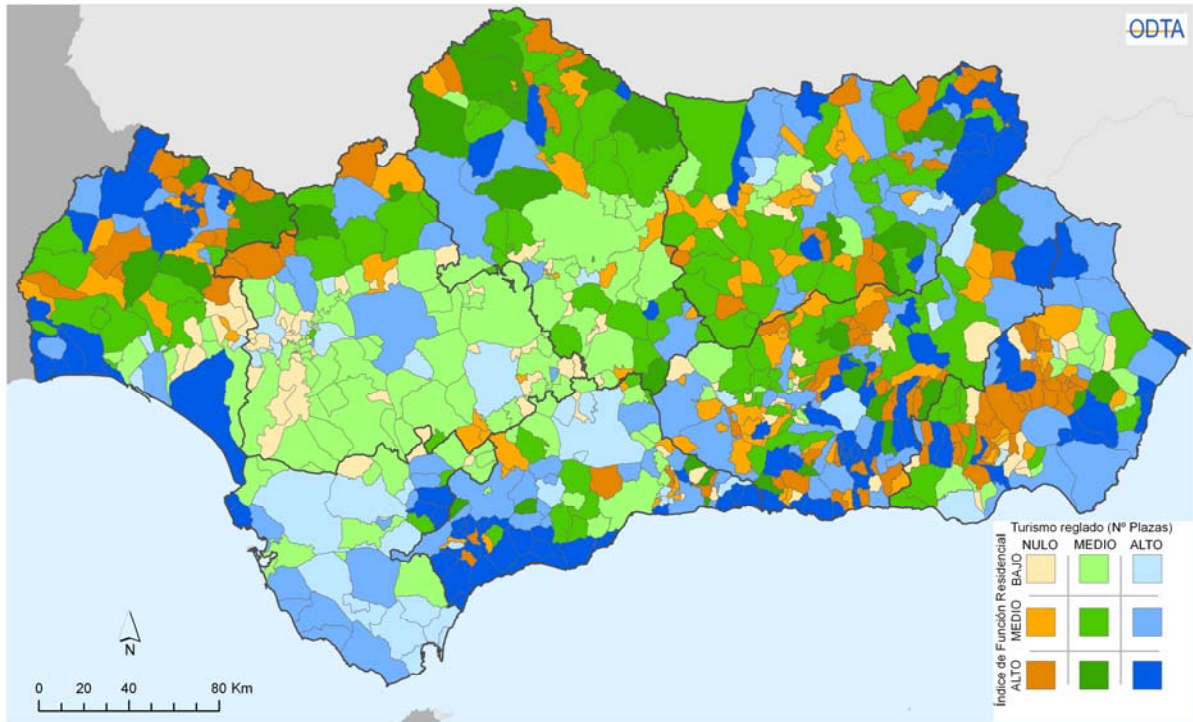 ODTA
N
0 20 40 80 Km
Turismo reglado (Nº Plazas)
NULO MEDIO ALTO
Índice de Función Residencial
BAJO
MEDIO
ALTO